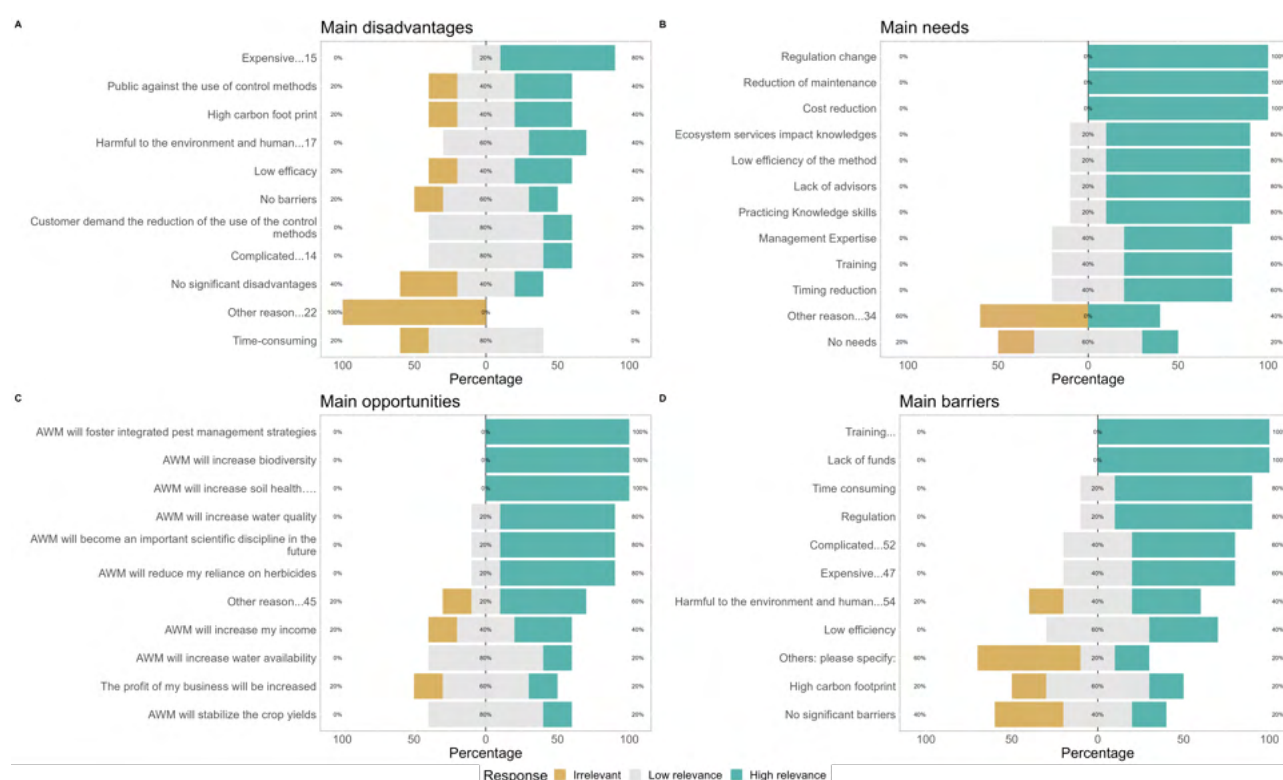 A
Main disadvantages
Expensive...15 0% 20% 80%
Public against the use of control methods 20% 40% 40%
High carbon foot print 20% 40% 40%
Harmful to the environment and human...17 0% 60% 40%
Low efficacy 20% 40% 40%
No barriers 20% 60% 20%
Customer demand the reduction of the use of the control
methods 0% 80% 20%
Complicated...14 0% 80% 20%
No significant disadvantages 40% 40% 20%
Other reason...22 100% 0% 0%
Time-consuming 20% 80% 0%
100 50 0 50 100
Percentage
B
Main needs
Regulation change 0% 0% 100%
Reduction of maintenance 0% 0% 100%
Cost reduction 0% 0% 100%
Ecosystem services impact knowledges 0% 20% 80%
Low efficiency of the method 0% 20% 80%
Lack of advisors 0% 20% 80%
Practicing Knowledge skills 0% 20% 80%
Management Expertise 0% 40% 60%
Training 0% 40% 60%
Timing reduction 0% 40% 60%
Other reason...34 60% 0% 40%
No needs 20% 60% 20%
100 50 0 50 100
Percentage
C
Main opportunities
AWM will foster integrated pest management strategies 0% 0% 100%
AWM will increase biodiversity 0% 0% 100%
AWM will increase soil health.... 0% 0% 100%
AWM will increase water quality 0% 20% 80%
AWM will become an important scientific discipline in the
future 0% 20% 80%
AWM will reduce my reliance on herbicides 0% 20% 80%
Other reason...45 20% 20% 60%
AWM will increase my income 20% 40% 40%
AWM will increase water availability 0% 80% 20%
The profit of my business will be increased 20% 60% 20%
AWM will stabilize the crop yields 0% 80% 20%
100 50 0 50 100
Percentage
D
Main barriers
Training... 0% 0% 100%
Lack of funds 0% 0% 100%
Time consuming 0% 20% 80%
Regulation 0% 20% 80%
Complicated...52 0% 40% 60%
Expensive...47 0% 40% 60%
Harmful to the environment and human...54 20% 40% 40%
Low efficiency 0% 60% 40%
Others: please specify: 60% 20% 20%
High carbon footprint 20% 60% 20%
No significant barriers 40% 40% 20%
100 50 0 50 100
Percentage
Response Irrelevant Low relevance High relevance